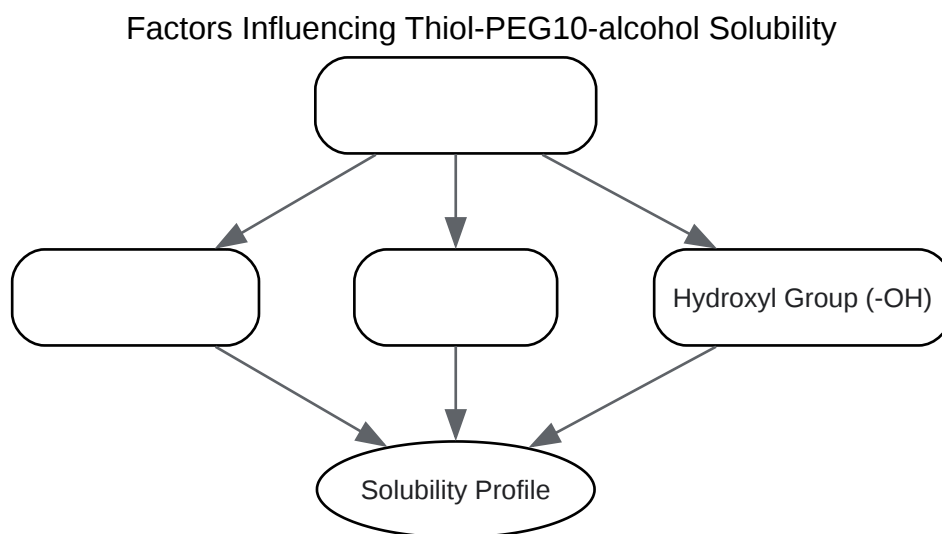 Factors Influencing Thiol-PEG10-alcohol Solubility
Hydroxyl Group (-OH)
Solubility Profile